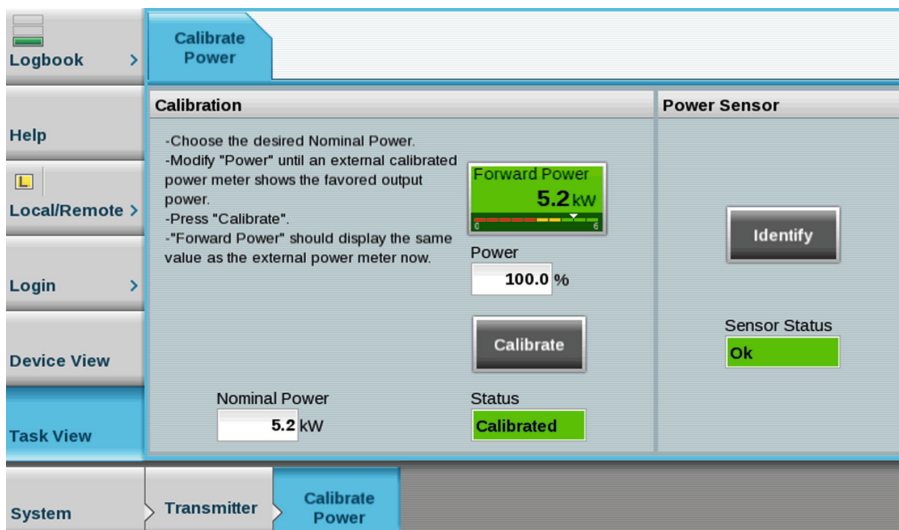 Logbook >
Help
L
Local/Remote >
Login >
Device View
Task View
Calibrate
Power
Calibration
-Choose the desired Nominal Power.
-Modify "Power" until an external calibrated
power meter shows the favored output
power.
-Press "Calibrate".
-"Forward Power" should display the same
value as the external power meter now.
Forward Power
5.2 kW
0 6
Power
100.0 %
Calibrate
Nominal Power
5.2 kW
Status
Calibrated
Power Sensor
Identify
Sensor Status
Ok
System
Transmitter
Calibrate
Power